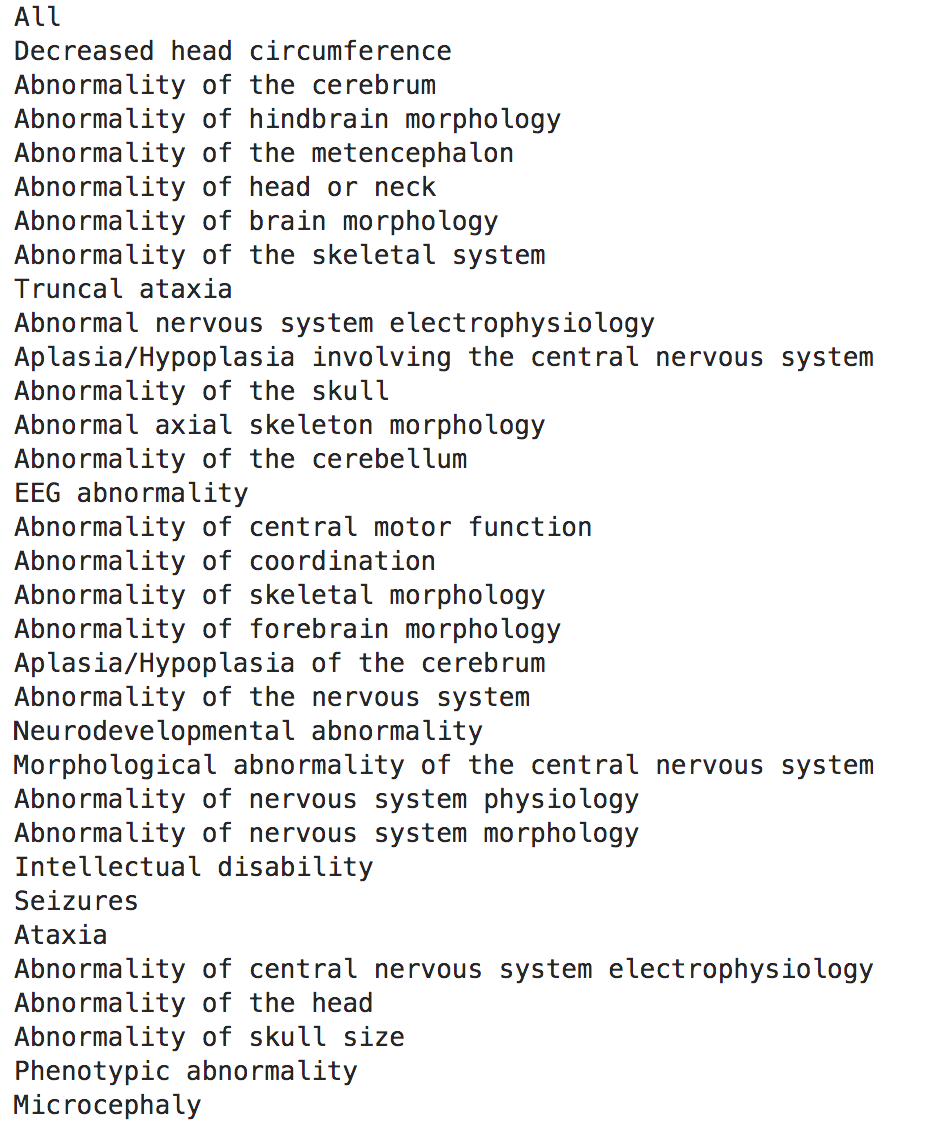 All
Decreased head circumference
Abnormality of the cerebrum
Abnormality of hindbrain morphology
Abnormality of the metencephalon
Abnormality of head or neck
Abnormality of brain morphology
Abnormality of the skeletal system
Truncal ataxia
Abnormal nervous system electrophysiology
Aplasia/Hypoplasia involving the central nervous system
Abnormality of the skull
Abnormal axial skeleton morphology
Abnormality of the cerebellum
EEG abnormality
Abnormality of central motor function
Abnormality of coordination
Abnormality of skeletal morphology
Abnormality of forebrain morphology
Aplasia/Hypoplasia of the cerebrum
Abnormality of the nervous system
Neurodevelopmental abnormality
Morphological abnormality of the central nervous system
Abnormality of nervous system physiology
Abnormality of nervous system morphology
Intellectual disability
Seizures
Ataxia
Abnormality of central nervous system electrophysiology
Abnormality of the head
Abnormality of skull size
Phenotypic abnormality
Microcephaly